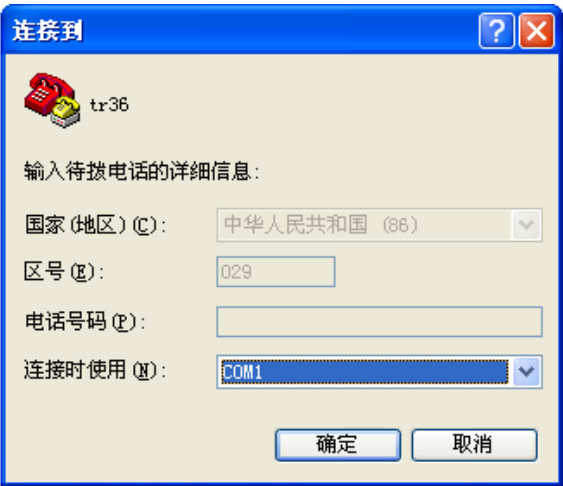 连接到
tr36
输入待拨电话的详细信息:
国家(地区)(C): 中华人民共和国 (86)
区号(E): 029
电话号码(P):
连接时使用(N): COM1
确定 取消